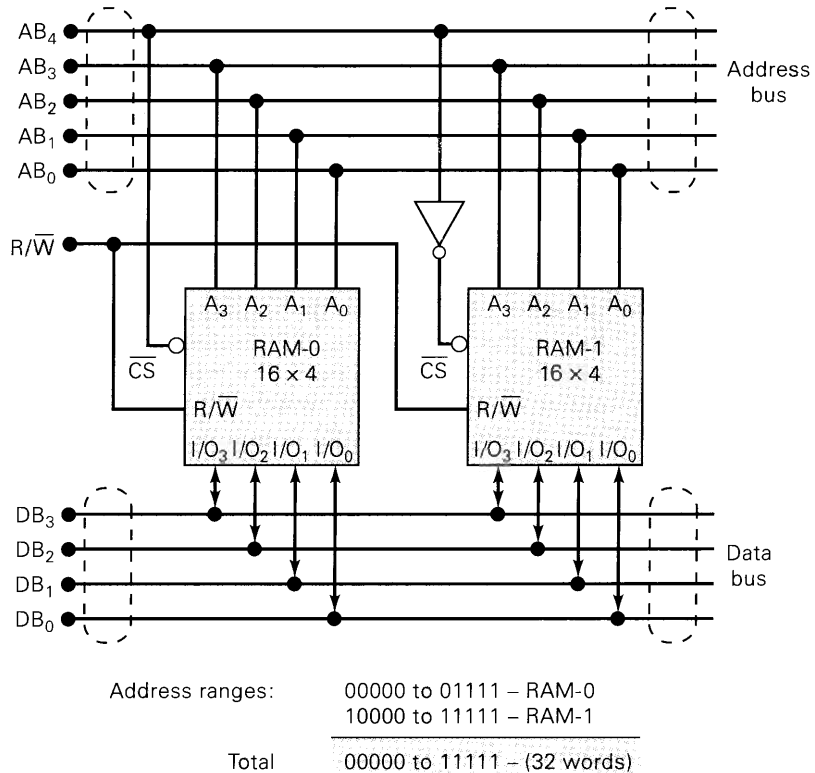 AB₄
AB₃
AB₂
AB₁
AB₀
Address
bus
R/W̅
A₃ A₂ A₁ A₀
A₃ A₂ A₁ A₀
C̅S̅
RAM-0
16 × 4
R/W̅
I/O₃ I/O₂ I/O₁ I/O₀
C̅S̅
RAM-1
16 × 4
R/W̅
I/O₃ I/O₂ I/O₁ I/O₀
DB₃
DB₂
DB₁
DB₀
Data
bus
Address ranges: 00000 to 01111 – RAM-0
10000 to 11111 – RAM-1
Total 00000 to 11111 – (32 words)